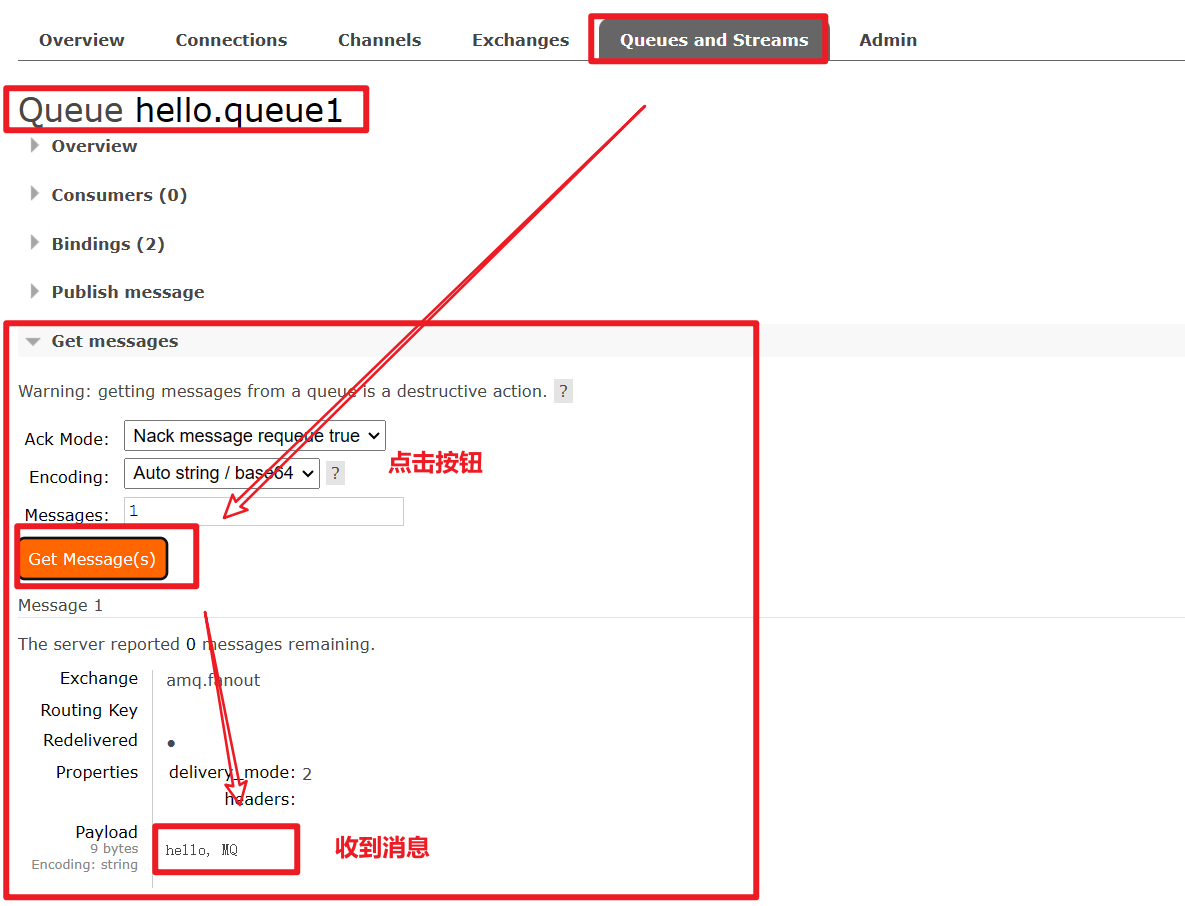 Overview Connections Channels Exchanges Queues and Streams Admin
Queue hello.queue1
Overview
Consumers (0)
Bindings (2)
Publish message
Get messages
Warning: getting messages from a queue is a destructive action. ?
Ack Mode: Nack message requeue true
点击按钮
Encoding: Auto string / base64 ?
Messages: 1
Get Message(s)
Message 1
The server reported 0 messages remaining.
Exchange amq.fanout
Routing Key
Redelivered ●
Properties delivery_mode: 2
headers:
Payload
9 bytes
Encoding: string
hello, MQ
收到消息